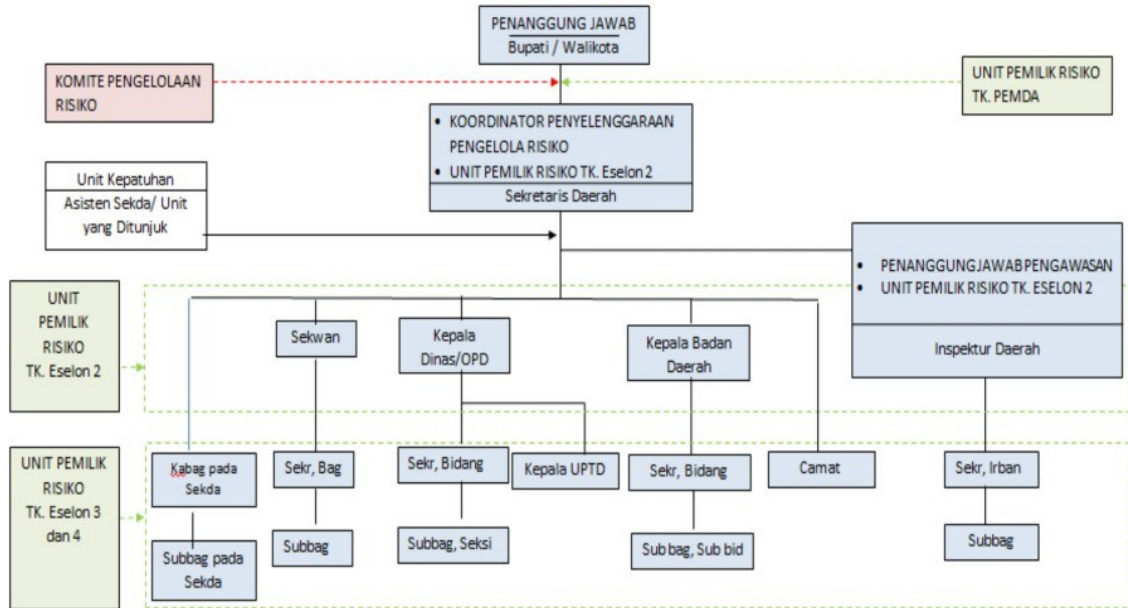 PENANGGUNG JAWAB
Bupati / Walikota
KOMITE PENGELOLAAN
RISIKO
UNIT PEMILIK RISIKO
TK. PEMDA
• KOORDINATOR PENYELENGGARAAN
PENGELOLA RISIKO
• UNIT PEMILIK RISIKO TK. Eselon 2
Sekretaris Daerah
Unit Kepatuhan
Asisten Sekda/ Unit
yang Ditunjuk
• PENANGGUNG JAWAB PENGAWASAN
• UNIT PEMILIK RISIKO TK. ESELON 2
Inspektur Daerah
UNIT
PEMILIK
RISIKO
TK. Eselon 2
Sekwan
Kepala
Dinas/OPD
Kepala Badan
Daerah
UNIT PEMILIK
RISIKO
TK. Eselon 3
dan 4
Kabag pada
Sekda
Sekr, Bag
Sekr, Bidang
Kepala UPTD
Sekr, Bidang
Camat
Sekr, Irban
Subbag pada
Sekda
Subbag
Subbag, Seksi
Sub bag, Sub bid
Subbag